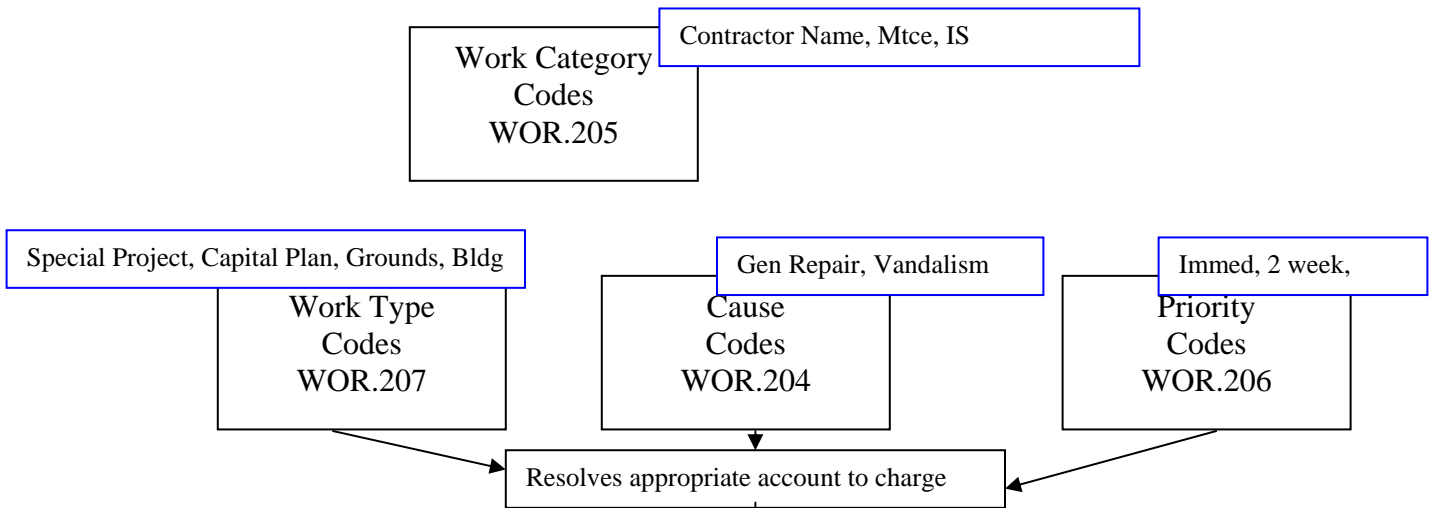 Contractor Name, Mtce, IS
Work Category
Codes
WOR.205
Special Project, Capital Plan, Grounds, Bldg
Work Type
Codes
WOR.207
Gen Repair, Vandalism
Cause
Codes
WOR.204
Immed, 2 week,
Priority
Codes
WOR.206
Resolves appropriate account to charge